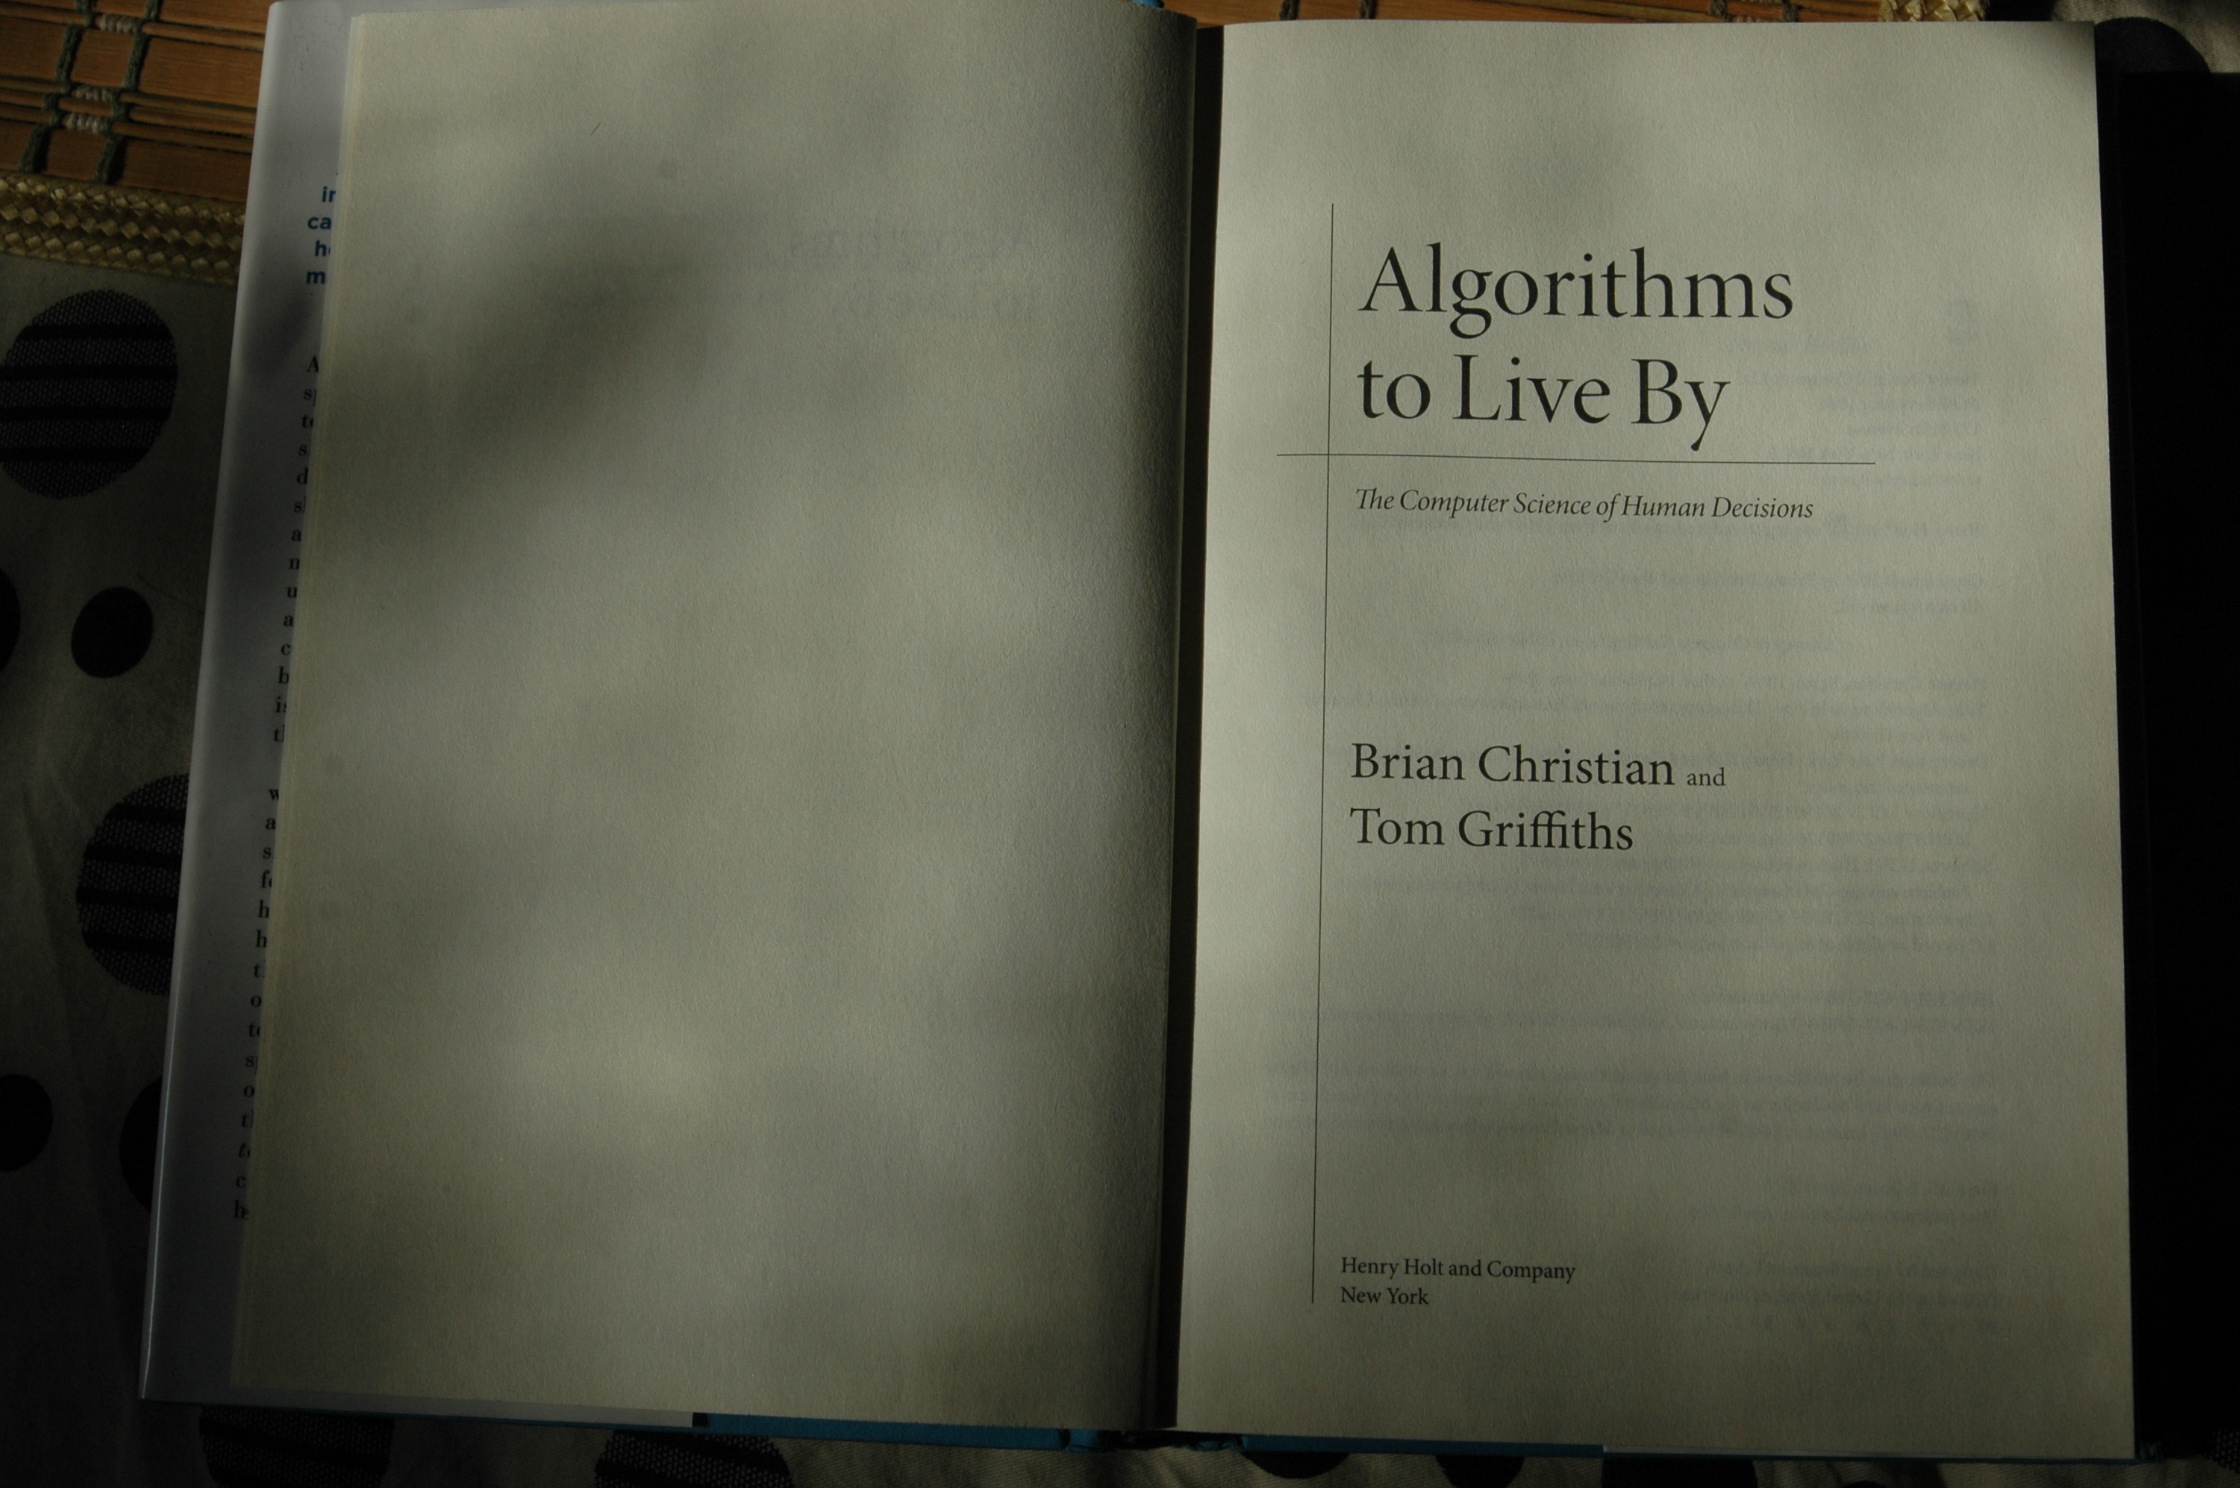 Algorithms
to Live By
The Computer Science of Human Decisions
Brian Christian and
Tom Griffiths
Henry Holt and Company
New York